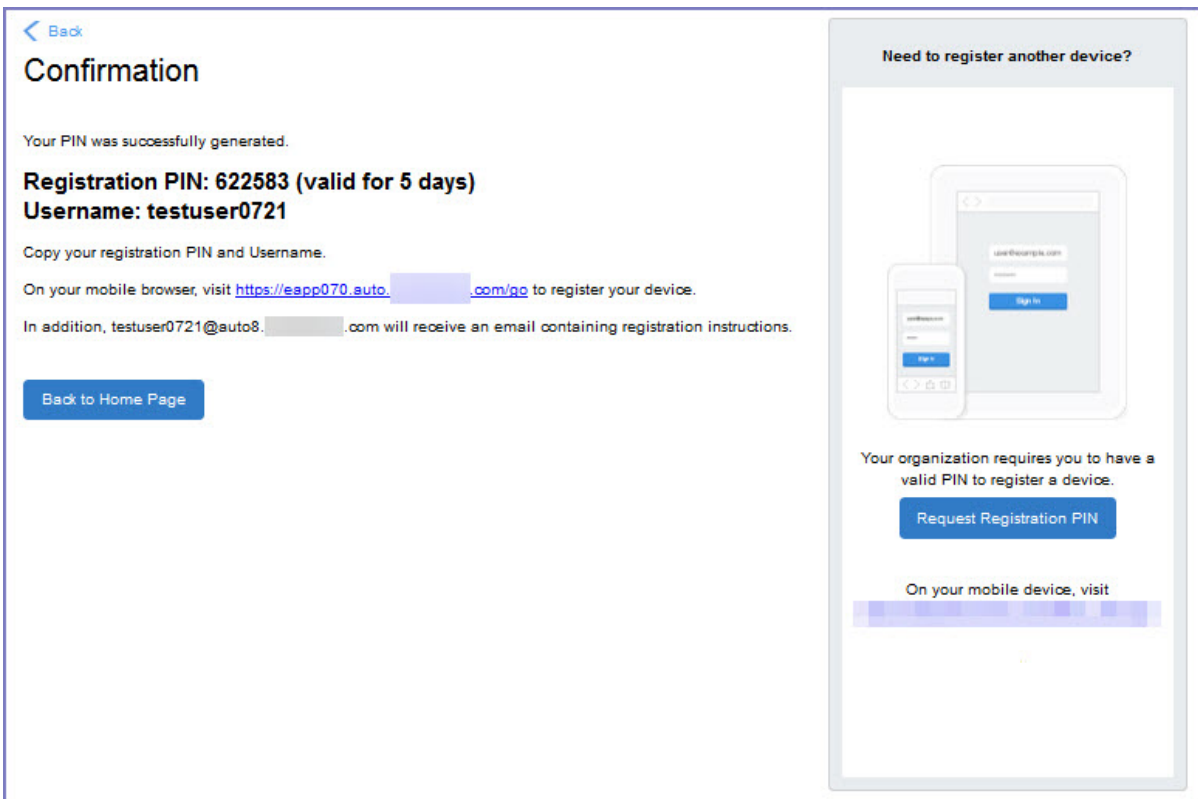 Back
Confirmation
Your PIN was successfully generated.
Registration PIN: 622583 (valid for 5 days)
Username: testuser0721
Copy your registration PIN and Username.
On your mobile browser, visit https://eapp070.auto. .com/go to register your device.
In addition, testuser0721@auto8. .com will receive an email containing registration instructions.
Back to Home Page
Need to register another device?
Sign In
Sign In
Your organization requires you to have a
valid PIN to register a device.
Request Registration PIN
On your mobile device, visit